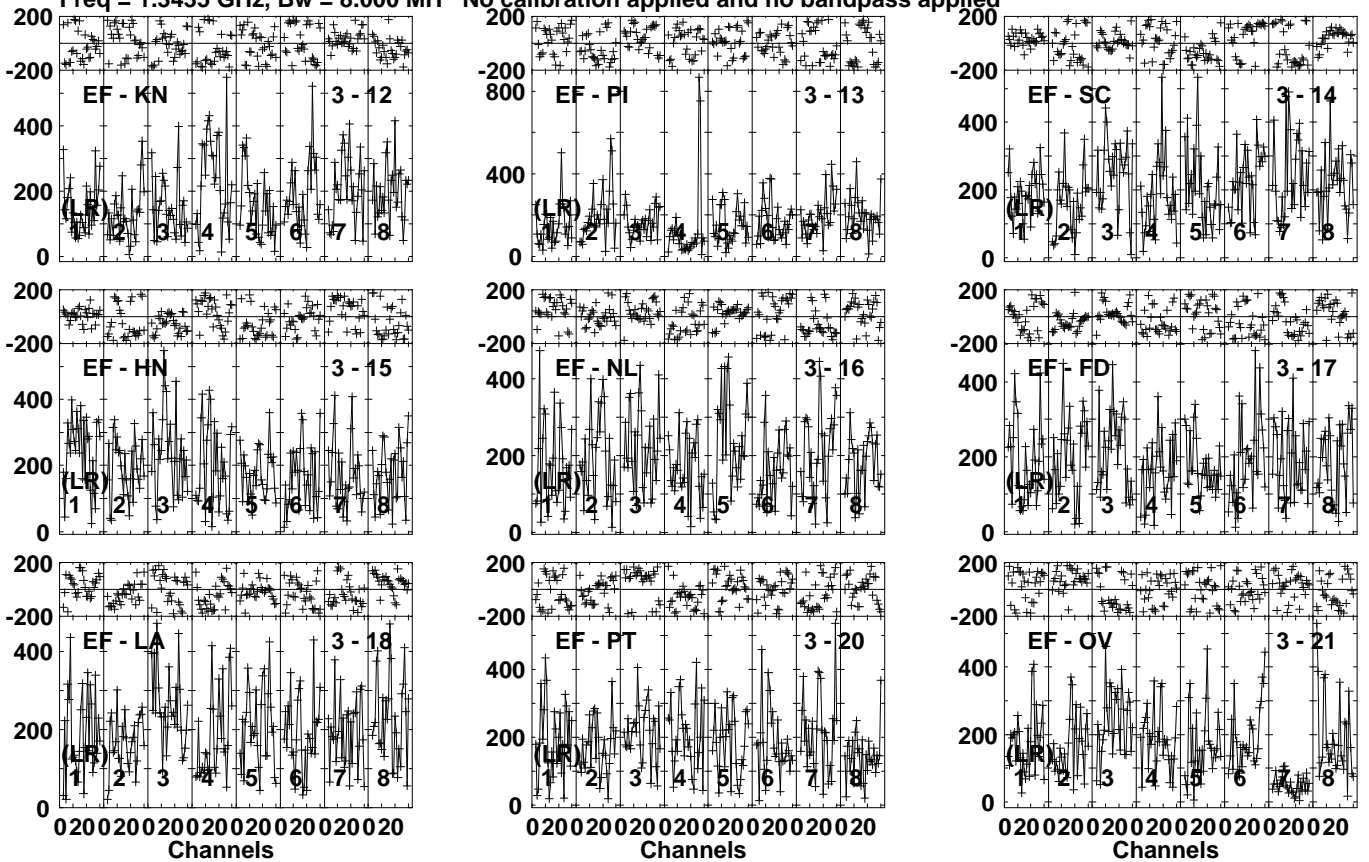 Freq = 1.3435 GHz, Bw = 8.000 MH No calibration applied and no bandpass applied
200 200 200
-200 -200 -200
EF - KN 3 - 12 EF - PI 3 - 13 EF - SC 3 - 14
800
400 400 400
200 200
(LR) (LR) (LR)
1 2 3 4 5 6 7 8 1 2 3 4 5 6 7 8 1 2 3 4 5 6 7 8
0 0 0
200 200 200
-200 -200 -200
EF - HN 3 - 15 EF - NL 3 - 16 EF - FD 3 - 17
400 400 400
200 200 200
(LR) (LR) (LR)
1 2 3 4 5 6 7 8 1 2 3 4 5 6 7 8 1 2 3 4 5 6 7 8
0 0 0
200 200 200
-200 -200 -200
EF - LA 3 - 18 EF - PT 3 - 20 EF - OV 3 - 21
400 400 400
200 200 200
(LR) (LR) (LR)
1 2 3 4 5 6 7 8 1 2 3 4 5 6 7 8 1 2 3 4 5 6 7 8
0 0 0
020020020020020020020020 020020020020020020020020 020020020020020020020020
Channels Channels Channels